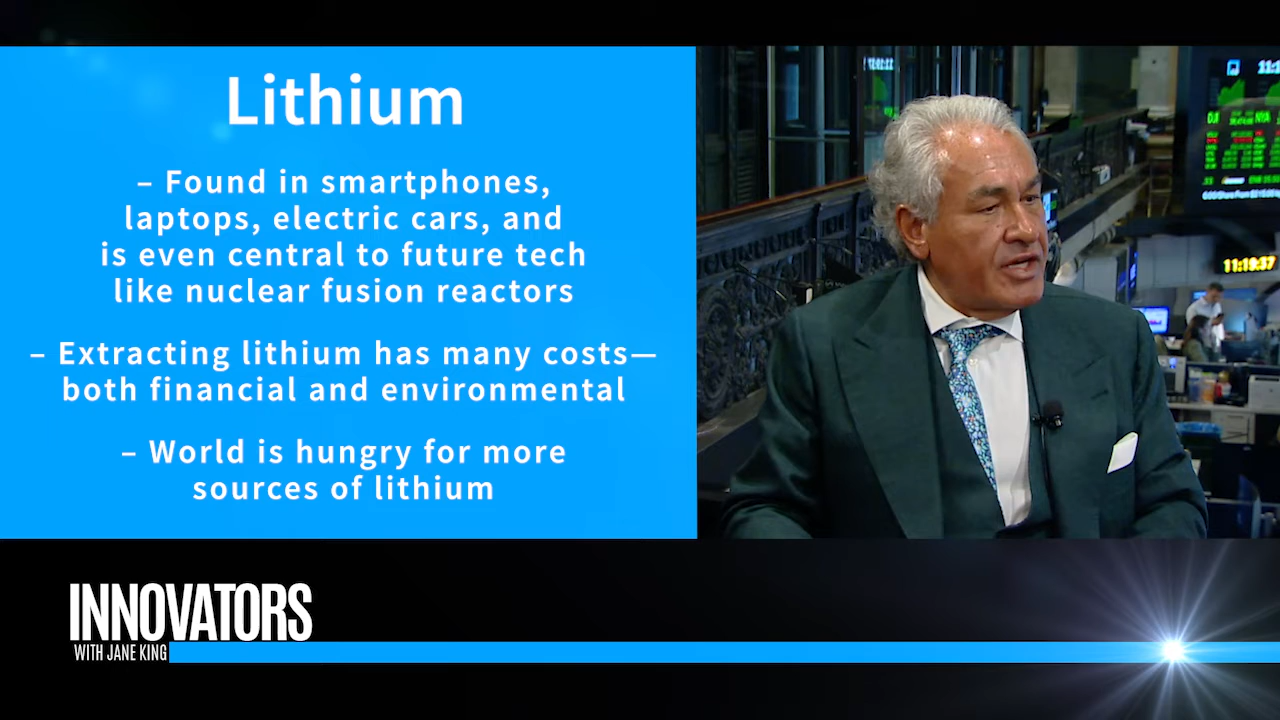 Lithium
– Found in smartphones,
laptops, electric cars, and
is even central to future tech
like nuclear fusion reactors
– Extracting lithium has many costs—
both financial and environmental
– World is hungry for more
sources of lithium
11:19:37
INNOVATORS
WITH JANE KING